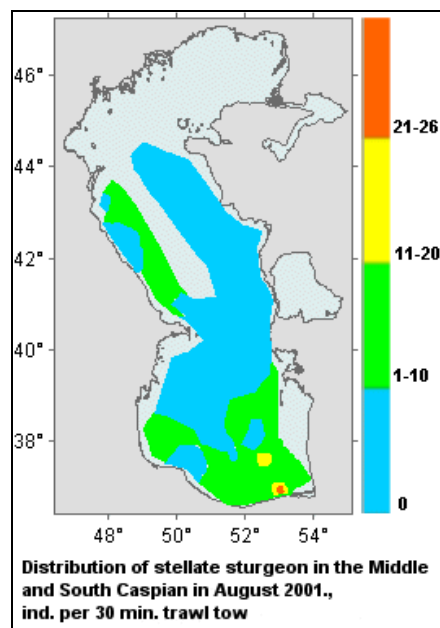 46°
44°
42°
40°
38°
48° 50° 52° 54°
21-26
11-20
1-10
0
Distribution of stellate sturgeon in the Middle
and South Caspian in August 2001.,
ind. per 30 min. trawl tow